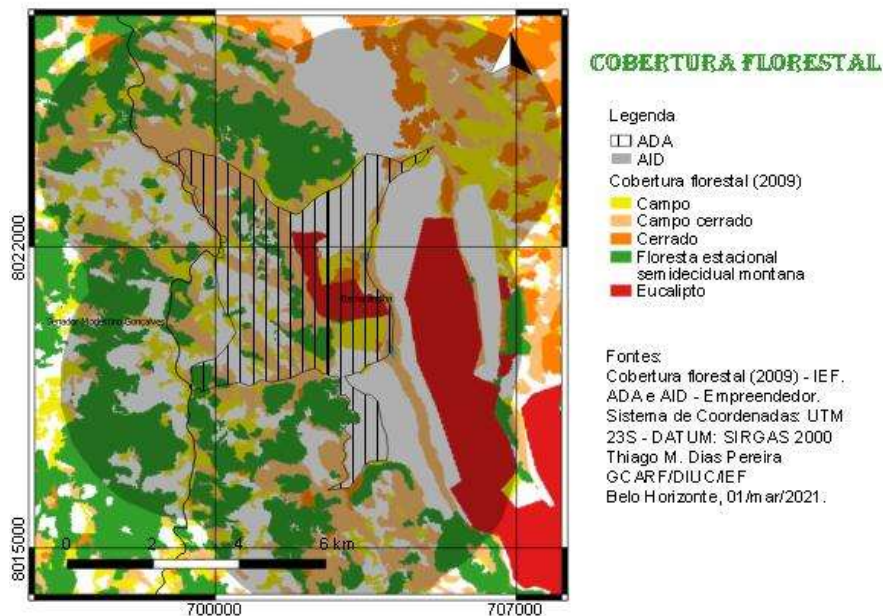 COBERTURA FLORESTAL
Legenda
ADA
AID
Cobertura florestal (2009)
Campo
Campo cerrado
Cerrado
Floresta estacional
semidecidual montana
Eucalipto
Fontes:
Cobertura florestal (2009) - IEF.
ADA e AID - Empreendedor.
Sistema de Coordenadas: UTM
23S - DATUM: SIRGAS 2000
Thiago M. Dias Pereira
GCARF/DIUC/IEF
Belo Horizonte, 01/mar/2021.
8022000
Senador Modestino Gonçalves
8015000
0 2 4 6 km
700000 707000